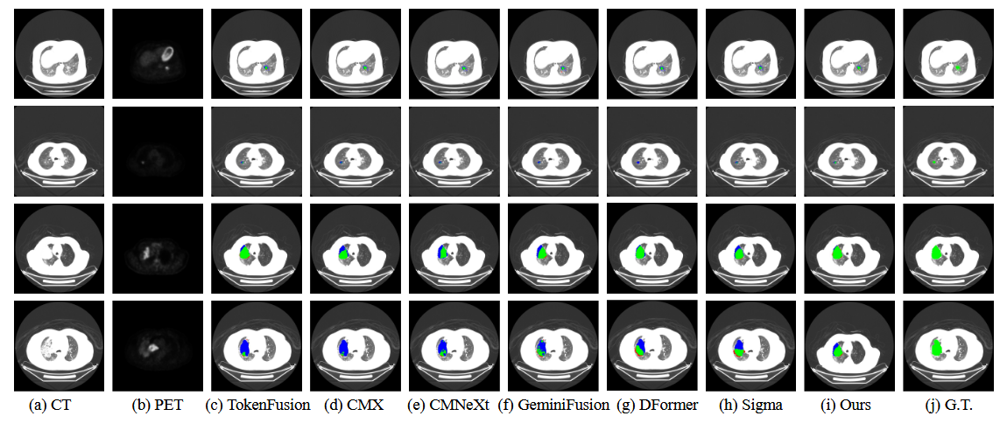 (a) CT (b) PET (c) TokenFusion (d) CMX (e) CMNeXt (f) GeminiFusion (g) DFormer (h) Sigma (i) Ours (j) G.T.